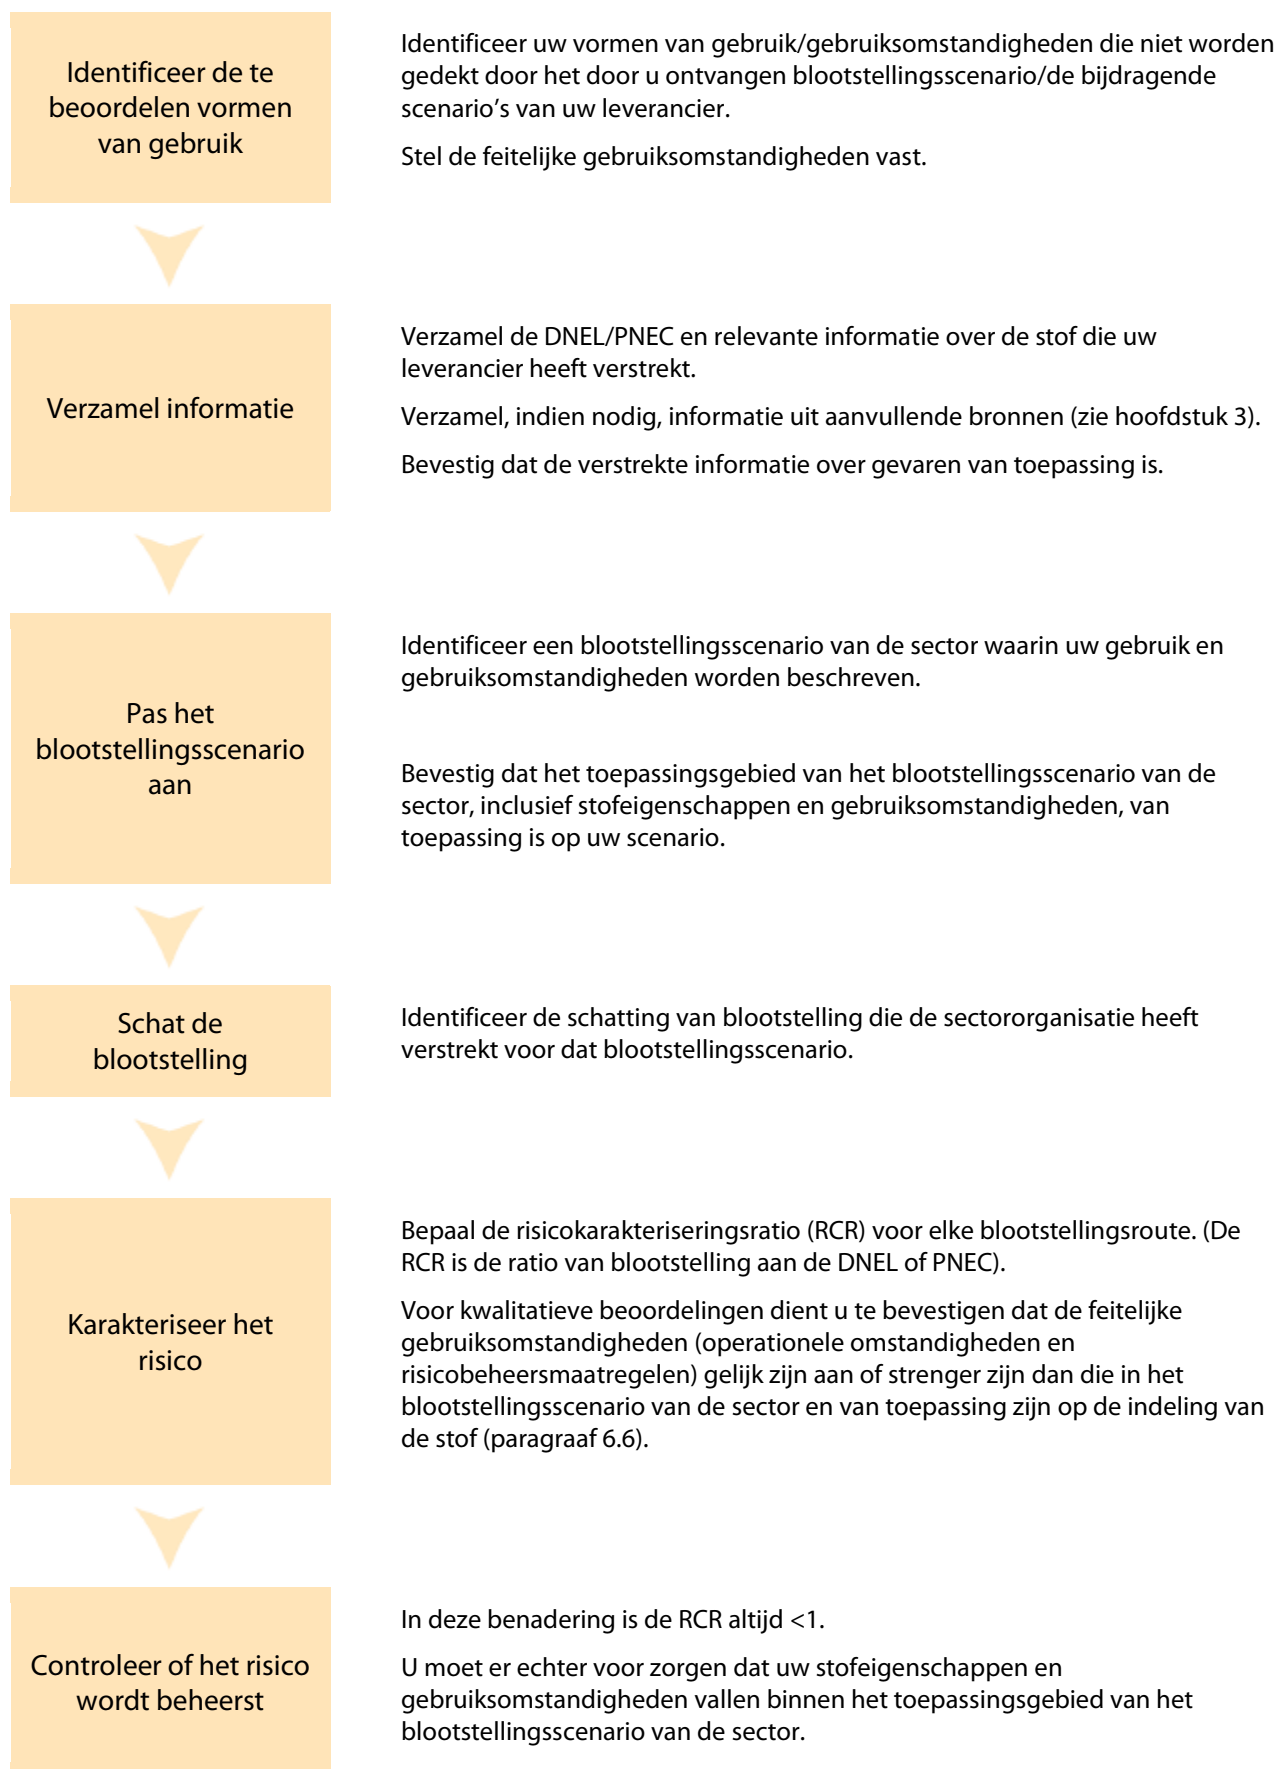 Identificeer de te
beoordelen vormen
van gebruik
Identificeer uw vormen van gebruik/gebruiksomstandigheden die niet worden
gedekt door het door u ontvangen blootstellingsscenario/de bijdragende
scenario’s van uw leverancier.
Stel de feitelijke gebruiksomstandigheden vast.
Verzamel informatie
Verzamel de DNEL/PNEC en relevante informatie over de stof die uw
leverancier heeft verstrekt.
Verzamel, indien nodig, informatie uit aanvullende bronnen (zie hoofdstuk 3).
Bevestig dat de verstrekte informatie over gevaren van toepassing is.
Pas het
blootstellingsscenario
aan
Identificeer een blootstellingsscenario van de sector waarin uw gebruik en
gebruiksomstandigheden worden beschreven.
Bevestig dat het toepassingsgebied van het blootstellingsscenario van de
sector, inclusief stofeigenschappen en gebruiksomstandigheden, van
toepassing is op uw scenario.
Schat de
blootstelling
Identificeer de schatting van blootstelling die de sectororganisatie heeft
verstrekt voor dat blootstellingsscenario.
Karakteriseer het
risico
Bepaal de risicokarakteriseringsratio (RCR) voor elke blootstellingsroute. (De
RCR is de ratio van blootstelling aan de DNEL of PNEC).
Voor kwalitatieve beoordelingen dient u te bevestigen dat de feitelijke
gebruiksomstandigheden (operationele omstandigheden en
risicobeheersmaatregelen) gelijk zijn aan of strenger zijn dan die in het
blootstellingsscenario van de sector en van toepassing zijn op de indeling van
de stof (paragraaf 6.6).
Controleer of het risico
wordt beheerst
In deze benadering is de RCR altijd <1.
U moet er echter voor zorgen dat uw stofeigenschappen en
gebruiksomstandigheden vallen binnen het toepassingsgebied van het
blootstellingsscenario van de sector.